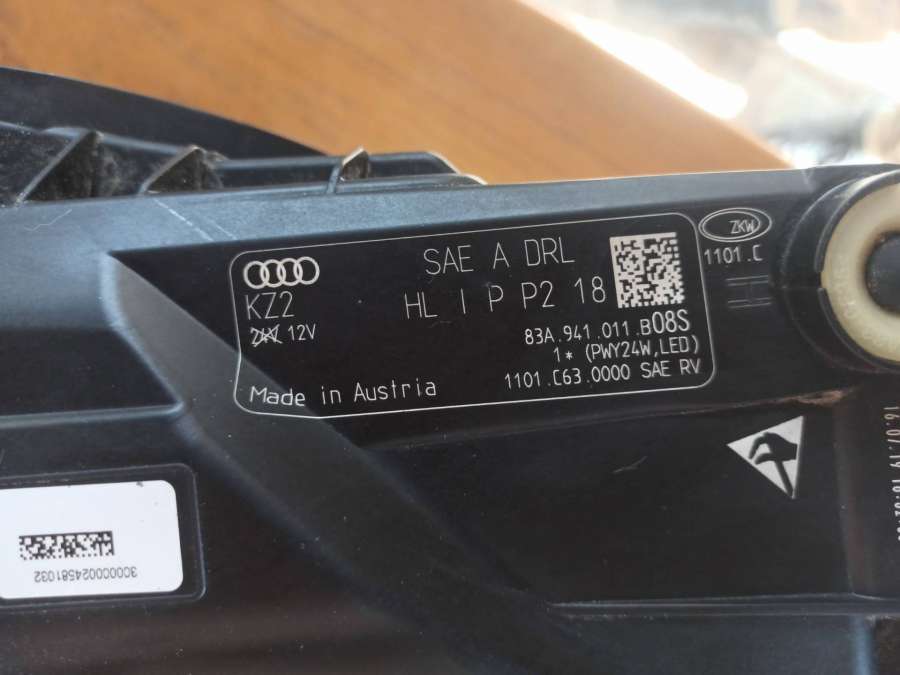 SAE A DRL
KZ2
HL I P P2 18
12V
83A.941.011.B08S
1* (PWY24W,LED)
1101.C63.0000 SAE RV
Made in Austria
ZKW
1101.C
3000000024581032